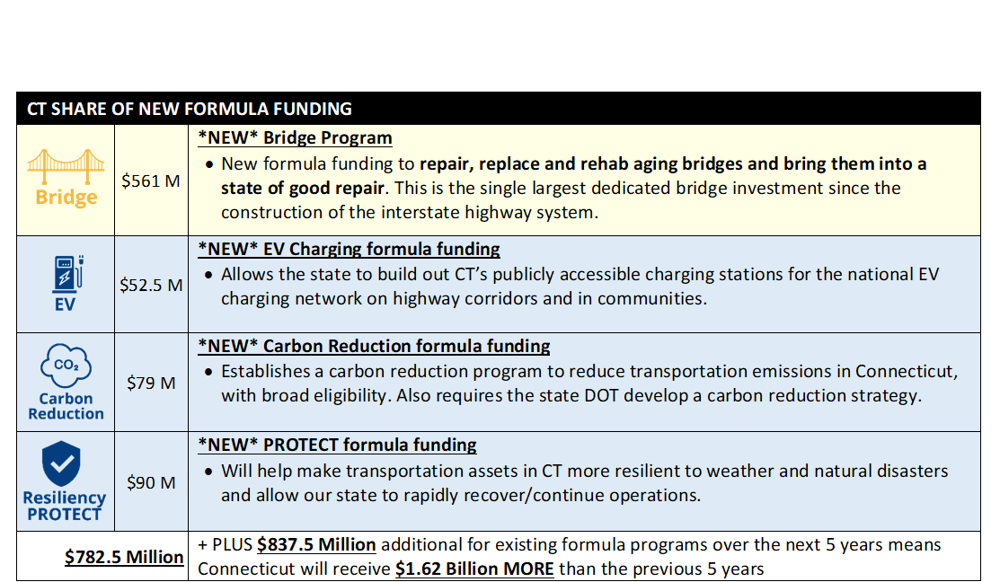 CT SHARE OF NEW FORMULA FUNDING
Bridge
$561 M
*NEW* Bridge Program
• New formula funding to repair, replace and rehab aging bridges and bring them into a
state of good repair. This is the single largest dedicated bridge investment since the
construction of the interstate highway system.
EV
$52.5 M
*NEW* EV Charging formula funding
• Allows the state to build out CT’s publicly accessible charging stations for the national EV
charging network on highway corridors and in communities.
CO₂
Carbon
Reduction
$79 M
*NEW* Carbon Reduction formula funding
• Establishes a carbon reduction program to reduce transportation emissions in Connecticut,
with broad eligibility. Also requires the state DOT develop a carbon reduction strategy.
Resiliency
PROTECT
$90 M
*NEW* PROTECT formula funding
• Will help make transportation assets in CT more resilient to weather and natural disasters
and allow our state to rapidly recover/continue operations.
$782.5 Million
+ PLUS $837.5 Million additional for existing formula programs over the next 5 years means
Connecticut will receive $1.62 Billion MORE than the previous 5 years